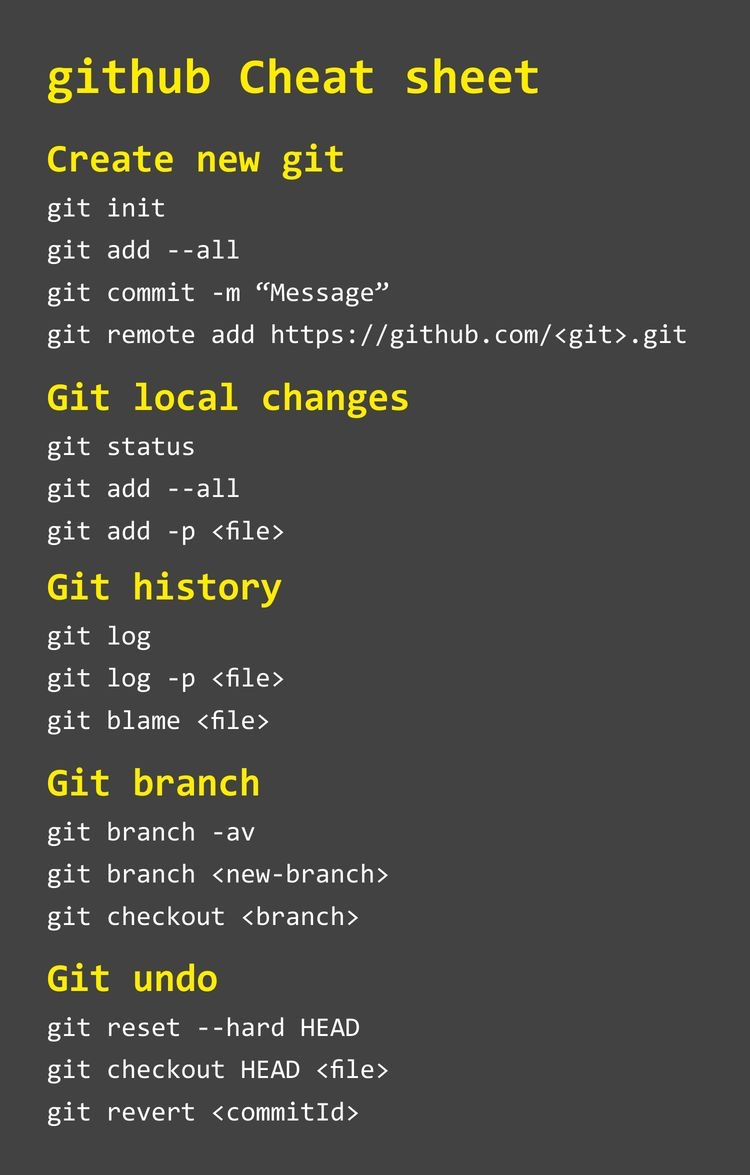 github Cheat sheet
Create new git
git init
git add --all
git commit -m “Message”
git remote add https://github.com/<git>.git
Git local changes
git status
git add --all
git add -p <file>
Git history
git log
git log -p <file>
git blame <file>
Git branch
git branch -av
git branch <new-branch>
git checkout <branch>
Git undo
git reset --hard HEAD
git checkout HEAD <file>
git revert <commitId>